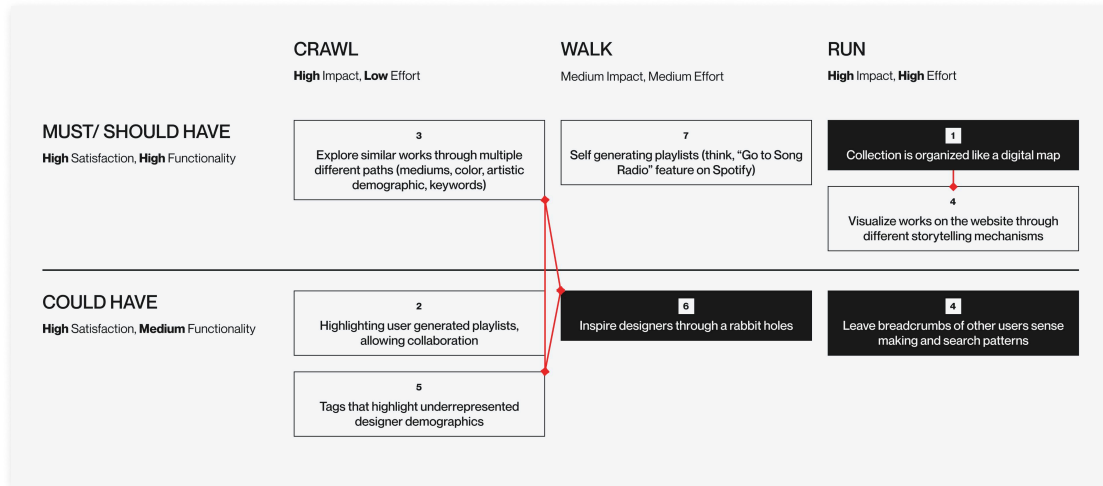 CRAWL
High Impact, Low Effort
WALK
Medium Impact, Medium Effort
RUN
High Impact, High Effort
MUST/ SHOULD HAVE
High Satisfaction, High Functionality
3
Explore similar works through multiple
different paths (mediums, color, artistic
demographic, keywords)
7
Self generating playlists (think, “Go to Song
Radio” feature on Spotify)
1
Collection is organized like a digital map
4
Visualize works on the website through
different storytelling mechanisms
COULD HAVE
High Satisfaction, Medium Functionality
2
Highlighting user generated playlists,
allowing collaboration
6
Inspire designers through a rabbit holes
4
Leave breadcrumbs of other users sense
making and search patterns
5
Tags that highlight underrepresented
designer demographics